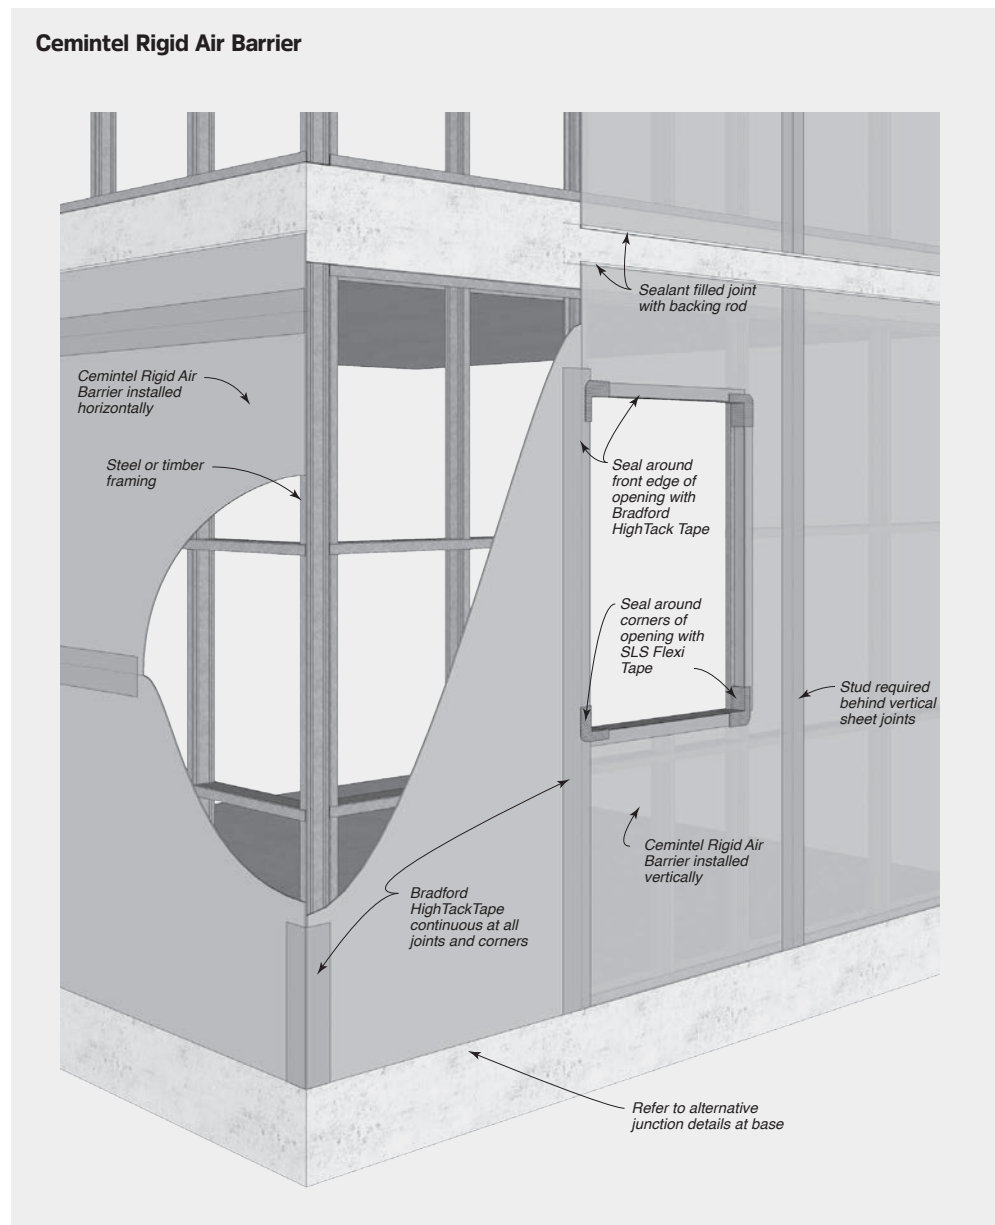 Cemintel Rigid Air Barrier
Sealant filled joint
with backing rod
Cemintel Rigid Air
Barrier installed
horizontally
Steel or timber
framing
Seal around
front edge of
opening with
Bradford
HighTack Tape
Seal around
corners of
opening with
SLS Flexi
Tape
Stud required
behind vertical
sheet joints
Cemintel Rigid Air
Barrier installed
vertically
Bradford
HighTackTape
continuous at all
joints and corners
Refer to alternative
junction details at base